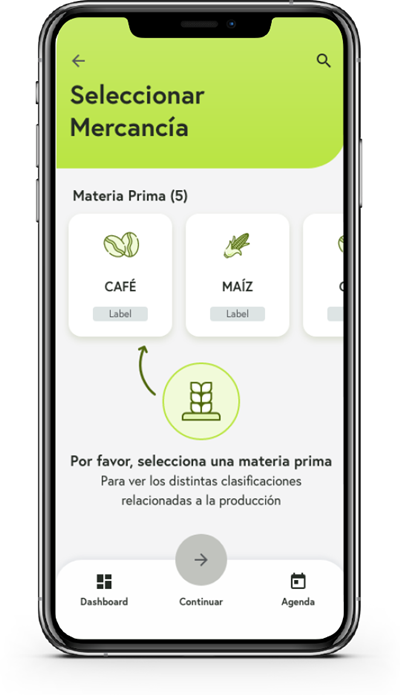 Seleccionar
Mercancía
Materia Prima (5)
CAFÉ
MAÍZ
Label
Label
Por favor, selecciona una materia prima
Para ver los distintas clasificaciones
relacionadas a la producción
Dashboard
Continuar
Agenda